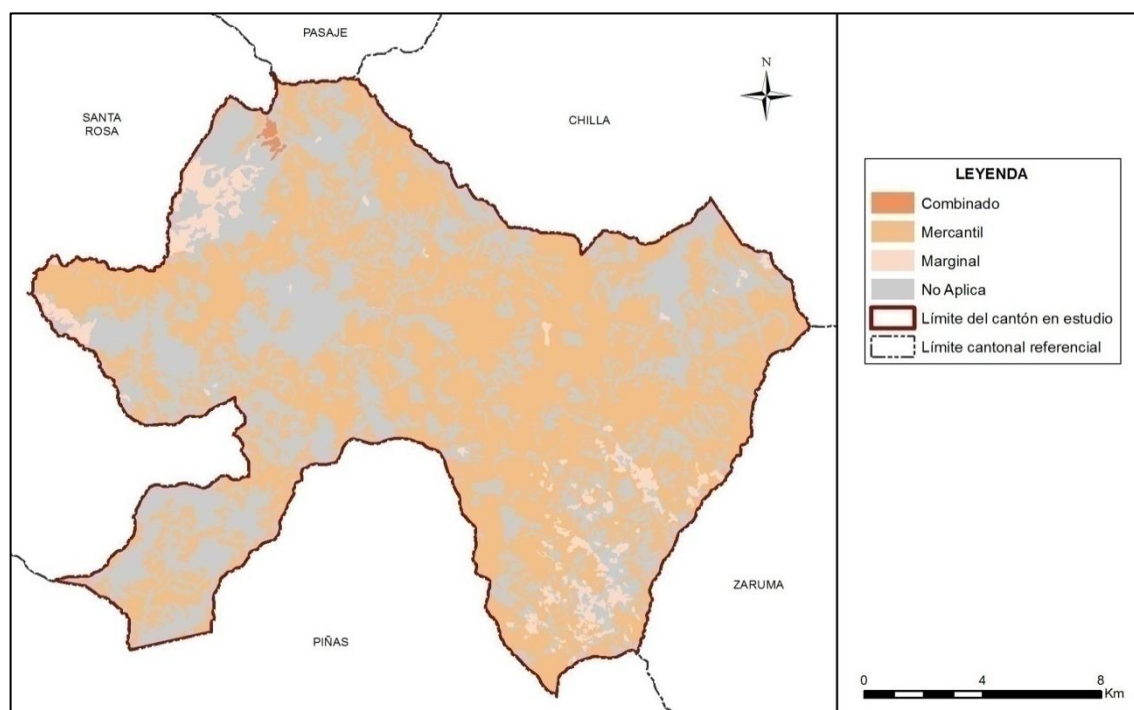 PASAJE
N
SANTA
ROSA
CHILLA
ZARUMA
PIÑAS
LEYENDA
Combinado
Mercantil
Marginal
No Aplica
Límite del cantón en estudio
Límite cantonal referencial
0 4 8
Km